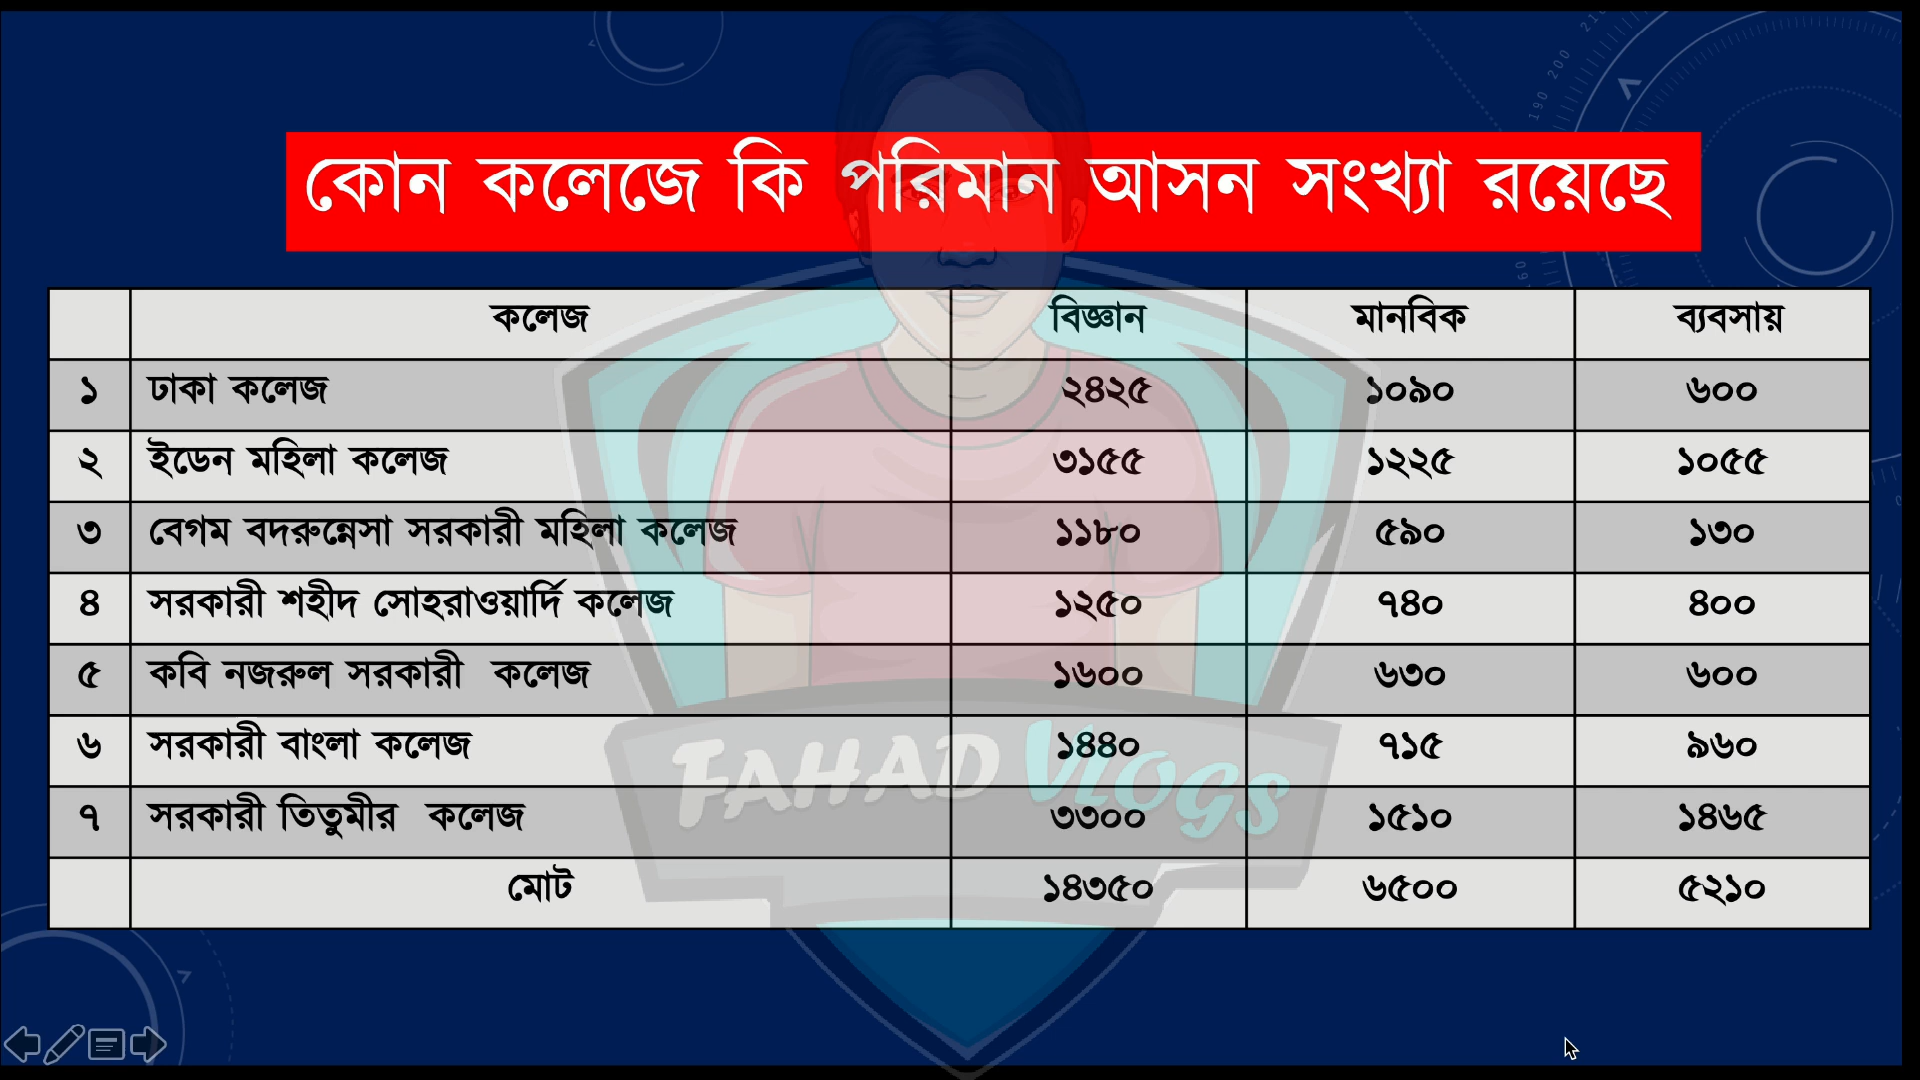 কোন কলেজে কি পরিমান আসন সংখ্যা রয়েছে
কলেজ বিজ্ঞান মানবিক ব্যবসায়
১ ঢাকা কলেজ ২৪২৫ ১০৯০ ৬০০
২ ইডেন মহিলা কলেজ ৩১৫৫ ১২২৫ ১০৫৫
৩ বেগম বদরুন্নেসা সরকারী মহিলা কলেজ ১১৮০ ৫৯০ ১৩০
৪ সরকারী শহীদ সোহরাওয়ার্দি কলেজ ১২৫০ ৭৪০ ৪০০
৫ কবি নজরুল সরকারী কলেজ ১৬০০ ৬৩০ ৬০০
৬ সরকারী বাংলা কলেজ ১৪৪০ ৭১৫ ৯৬০
৭ সরকারী তিতুমীর কলেজ ৩৩০০ ১৫১০ ১৪৬৫
মোট ১৪৩৫০ ৬৫০০ ৫২১০
FAHAD VLOGS